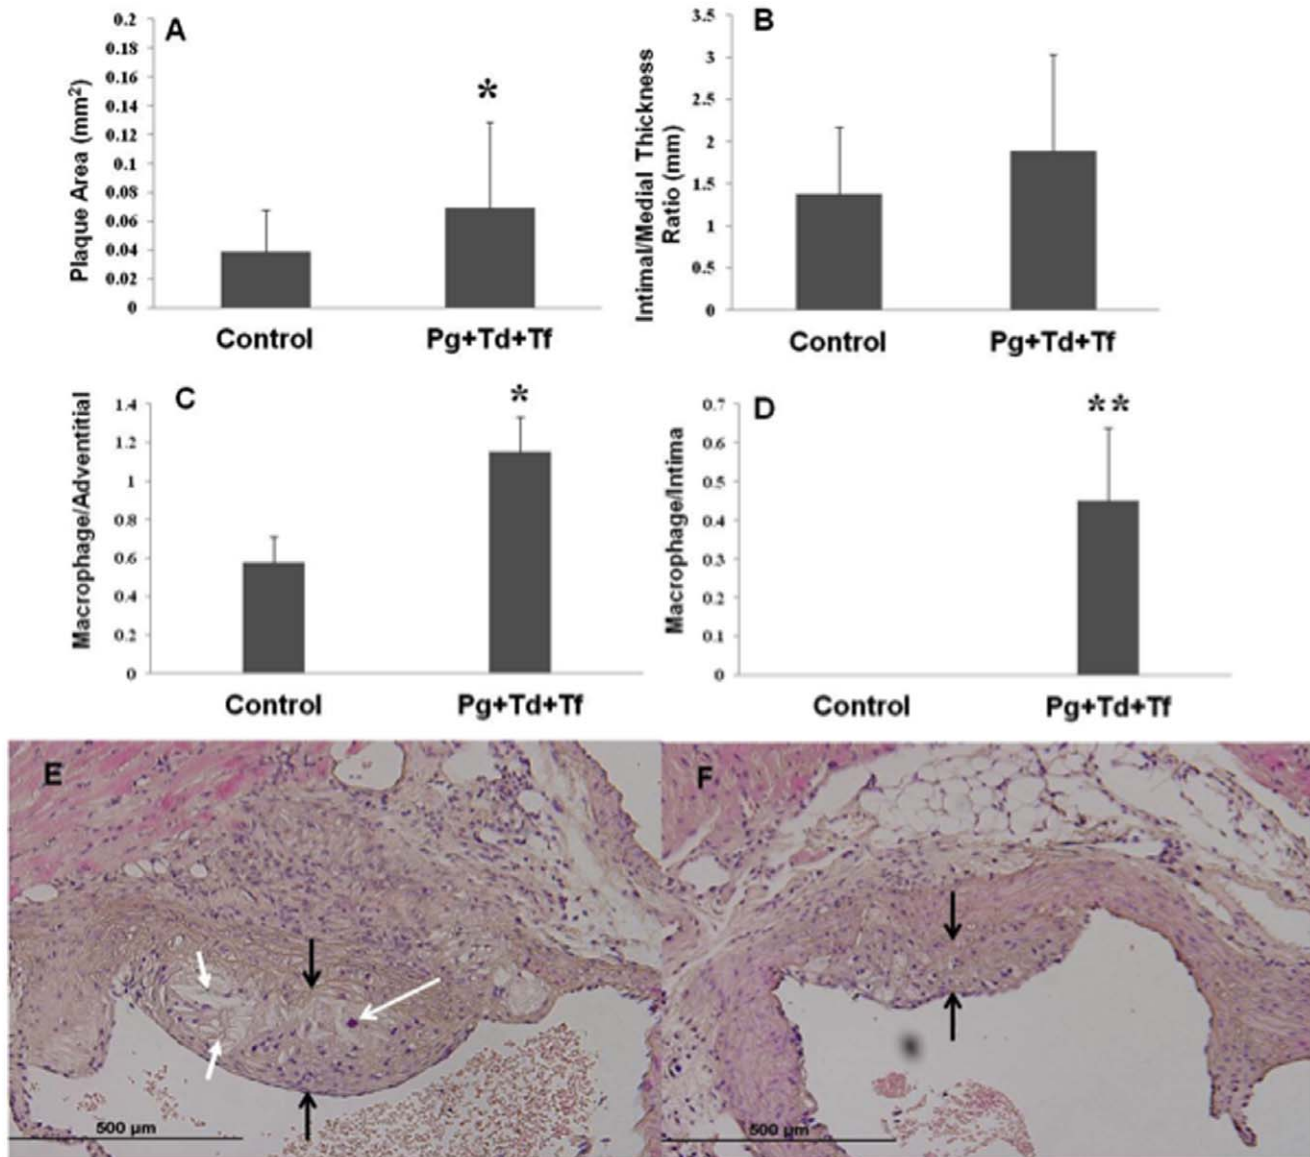 A
Plaque Area (mm²)
0.2
0.18
0.16
0.14
0.12
0.1
0.08
0.06
0.04
0.02
0
*
Control Pg+Td+Tf
B
Intimal/Medial Thickness
Ratio (mm)
3.5
3
2.5
2
1.5
1
0.5
0
Control Pg+Td+Tf
C
Macrophage/Adventitial
1.4
1.2
1
0.8
0.6
0.4
0.2
0
*
Control Pg+Td+Tf
D
Macrophage/Intima
0.7
0.6
0.5
0.4
0.3
0.2
0.1
0
**
Control Pg+Td+Tf
E
500 µm
F
500 µm